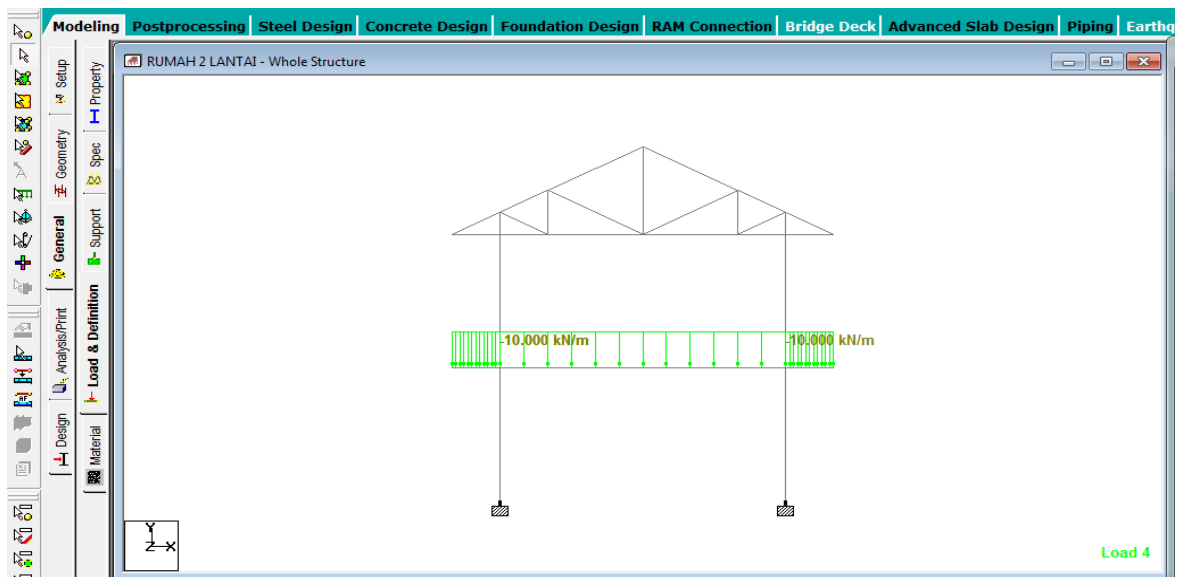 Modeling Postprocessing Steel Design Concrete Design Foundation Design RAM Connection Bridge Deck Advanced Slab Design Piping Earthq
RUMAH 2 LANTAI - Whole Structure
Setup
Geometry
General
Analysis/Print
Design
Property
Spec
Support
Load & Definition
Material
-10.000 kN/m
-10.000 kN/m
Y
Z X
Load 4